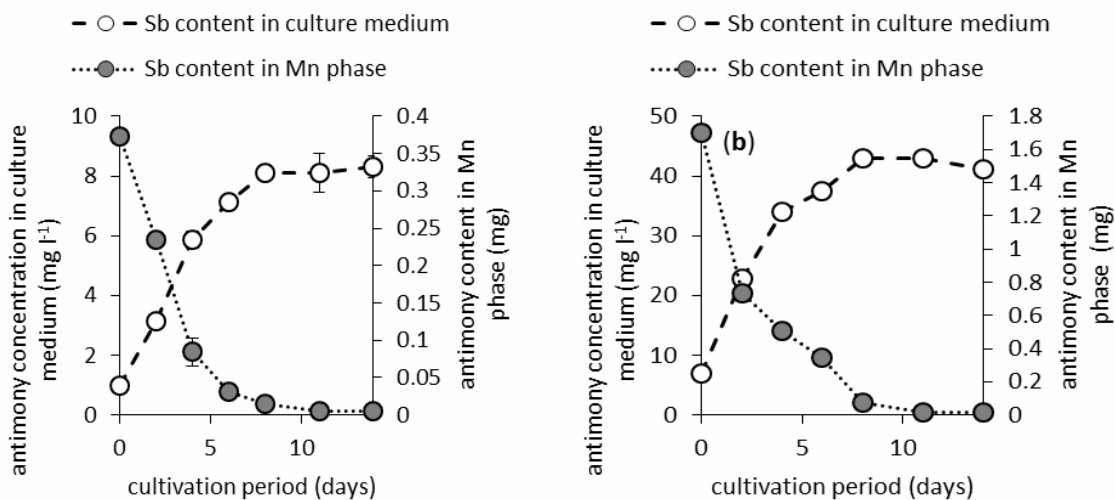 Sb content in culture medium
Sb content in Mn phase
antimony concentration in culture
medium (mg l-1)
10
8
6
4
2
0
0.4
0.35
0.3
0.25
0.2
0.15
0.1
0.05
0
antimony content in Mn
phase (mg)
0
5
10
cultivation period (days)
Sb content in culture medium
Sb content in Mn phase
(b)
antimony concentration in culture
medium (mg l-1)
50
40
30
20
10
0
1.8
1.6
1.4
1.2
1
0.8
0.6
0.4
0.2
0
antimony content in Mn
phase (mg)
0
5
10
cultivation period (days)